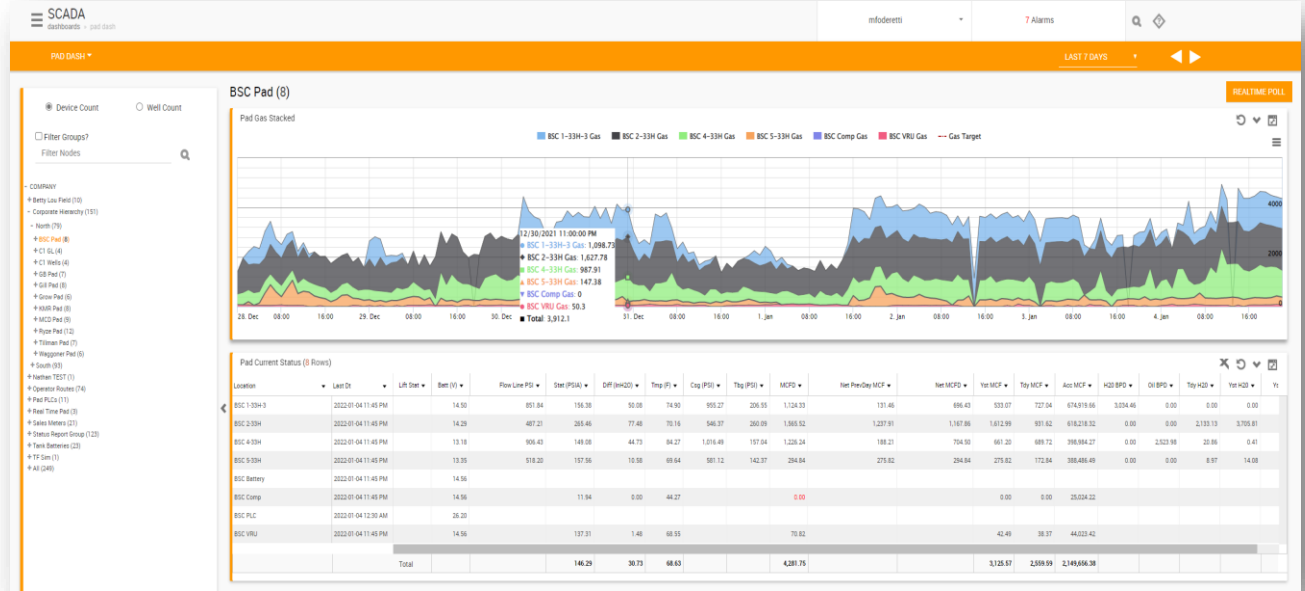 SCADA
dashboards > pad dash
mfoderetti
7 Alarms
PAD DASH
LAST 7 DAYS
Device Count Well Count
Filter Groups?
Filter Nodes
- COMPANY
+ Betty Lou Field (10)
- Corporate Hierarchy (151)
- North (79)
+ BSC Pad (8)
+ C1 GL (4)
+ C1 Wells (4)
+ GB Pad (7)
+ Gill Pad (8)
+ Grow Pad (6)
+ KMR Pad (8)
+ MCD Pad (9)
+ Ryze Pad (12)
+ Tillman Pad (7)
+ Waggoner Pad (6)
+ South (93)
+ Nathen TEST (1)
+ Operator Routes (74)
+ Pad PLCs (11)
+ Real Time Pad (3)
+ Sales Meters (21)
+ Status Report Group (123)
+ Tank Batteries (23)
+ TF Sim (1)
+ All (249)
BSC Pad (8)
REALTIME POLL
Pad Gas Stacked
BSC 1-33H-3 Gas BSC 2-33H Gas BSC 4-33H Gas BSC 5-33H Gas BSC Comp Gas BSC VRU Gas Gas Target
4000
2000
0
12/30/2021 11:00:00 PM
BSC 1-33H-3 Gas: 1,098.73
BSC 2-33H Gas: 1,627.78
BSC 4-33H Gas: 987.91
BSC 5-33H Gas: 147.38
BSC Comp Gas: 0
BSC VRU Gas: 50.3
Total: 3,912.1
28. Dec 08:00 16:00 29. Dec 08:00 16:00 30. Dec 31. Dec 08:00 16:00 1. Jan 08:00 16:00 2. Jan 08:00 16:00 3. Jan 08:00 16:00 4. Jan 08:00 16:00
Pad Current Status (8 Rows)
Location Last Dt Lift Stat Batt (V) Flow Line PSI Stat (PSIA) Diff (InH2O) Tmp (F) Csg (PSI) Tbg (PSI) MCFD Net PrevDay MCF Net MCFD Yst MCF Tdy MCF Acc MCF H2O BPD Oil BPD Tdy H2O Yst H2O
BSC 1-33H-3 2022-01-04 11:45 PM 14.50 851.84 156.38 50.08 74.90 955.27 206.55 1,124.33 131.46 696.43 533.07 727.04 674,919.66 3,034.46 0.00 0.00 0.00
BSC 2-33H 2022-01-04 11:45 PM 14.29 487.21 265.46 77.48 70.16 546.37 260.09 1,565.52 1,237.91 1,167.86 1,612.99 931.62 618,218.32 0.00 0.00 2,133.13 3,705.81
BSC 4-33H 2022-01-04 11:45 PM 13.18 906.43 149.08 44.73 84.27 1,016.49 157.04 1,226.24 188.21 704.50 661.20 689.72 398,984.27 0.00 2,523.98 20.86 0.41
BSC 5-33H 2022-01-04 11:45 PM 13.35 518.20 157.56 10.58 69.64 581.12 142.37 294.84 275.82 294.84 275.82 172.84 388,486.49 0.00 0.00 8.97 14.08
BSC Battery 2022-01-04 11:45 PM 14.56
BSC Comp 2022-01-04 11:45 PM 14.56 11.94 0.00 44.27 0.00 0.00 0.00 25,024.22
BSC PLC 2022-01-04 12:30 AM 26.20
BSC VRU 2022-01-04 11:45 PM 14.56 137.31 1.48 68.55 70.82 42.49 38.37 44,023.42
Total 146.29 30.73 68.63 4,281.75 3,125.57 2,559.59 2,149,656.38